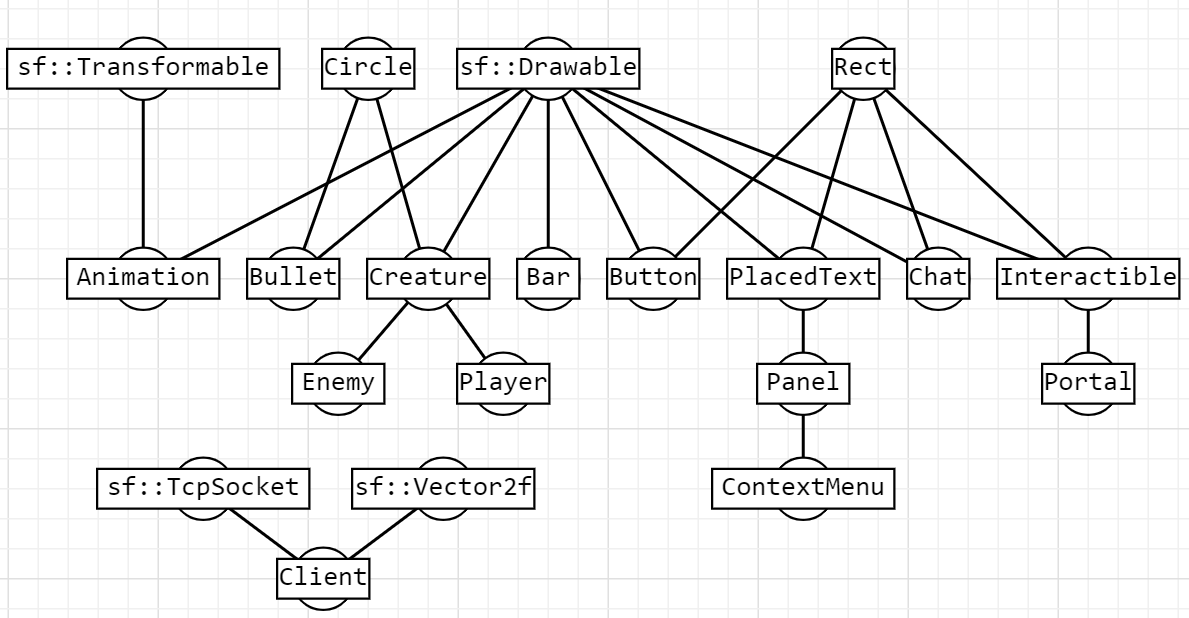 sf::Transformable
Circle
sf::Drawable
Rect
Animation
Bullet
Creature
Bar
Button
PlacedText
Chat
Interactible
Enemy
Player
Panel
Portal
sf::TcpSocket
sf::Vector2f
ContextMenu
Client